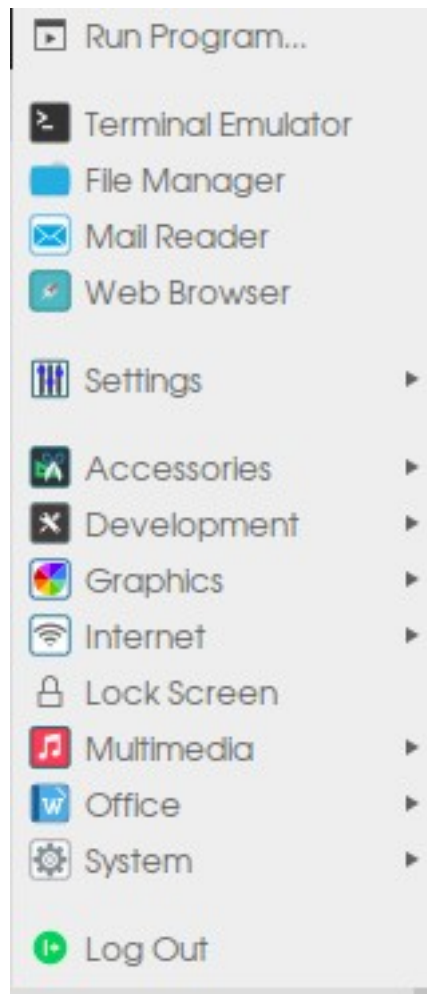 Run Program...
Terminal Emulator
File Manager
Mail Reader
Web Browser
Settings
Accessories
Development
Graphics
Internet
Lock Screen
Multimedia
Office
System
Log Out